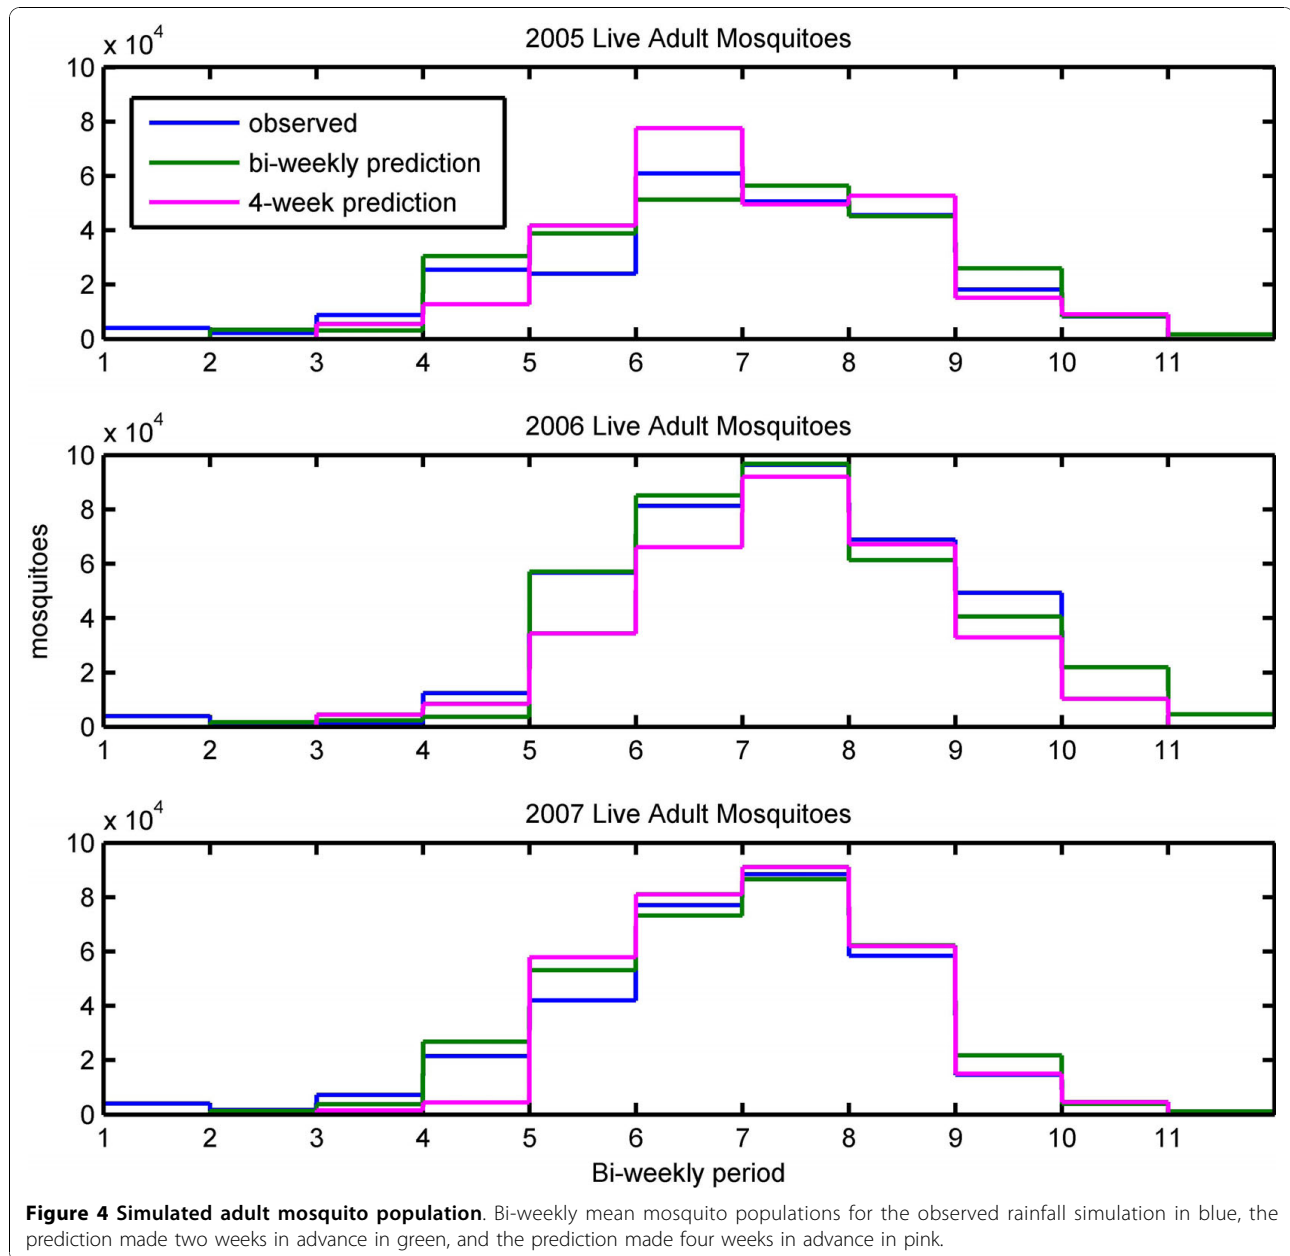 2005 Live Adult Mosquitoes
x 10^4
10
8
6
4
2
0
observed
bi-weekly prediction
4-week prediction
1 2 3 4 5 6 7 8 9 10 11
2006 Live Adult Mosquitoes
x 10^4
10
8
6
4
2
0
mosquitoes
1 2 3 4 5 6 7 8 9 10 11
2007 Live Adult Mosquitoes
x 10^4
10
8
6
4
2
0
1 2 3 4 5 6 7 8 9 10 11
Bi-weekly period
Figure 4 Simulated adult mosquito population. Bi-weekly mean mosquito populations for the observed rainfall simulation in blue, the
prediction made two weeks in advance in green, and the prediction made four weeks in advance in pink.